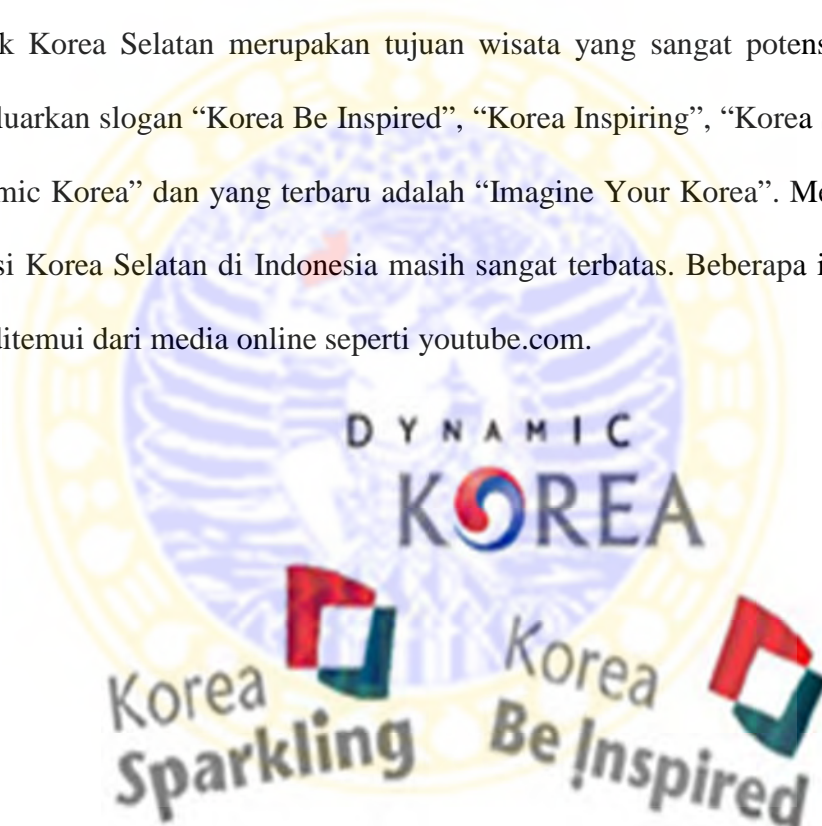 k Korea Selatan merupakan tujuan wisata yang sangat potens
luarkan slogan “Korea Be Inspired”, “Korea Inspiring”, “Korea
mic Korea” dan yang terbaru adalah “Imagine Your Korea”. Mo
si Korea Selatan di Indonesia masih sangat terbatas. Beberapa i
ditemui dari media online seperti youtube.com.
DYNAMIC
KOREA
Korea
Sparkling
Korea
Be Inspired